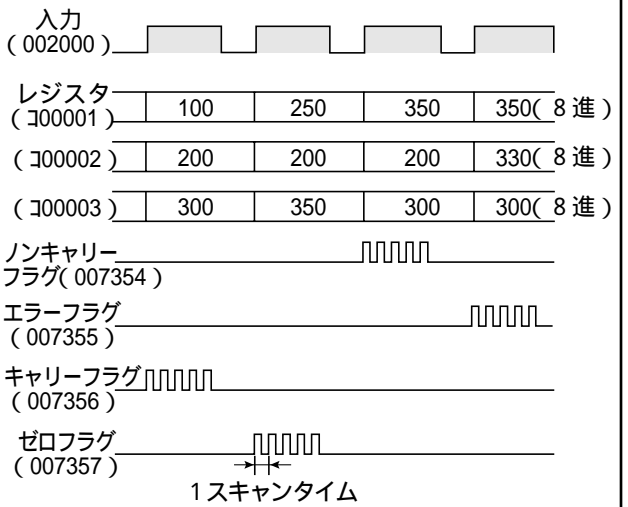 入力
( 002000 )
レジスタ
( コ00001 ) 100 250 350 350( 8 進 )
( コ00002 ) 200 200 200 330( 8 進 )
( コ00003 ) 300 350 300 300( 8 進 )
ノンキャリー
フラグ( 007354 )
エラーフラグ
( 007355 )
キャリーフラグ
( 007356 )
ゼロフラグ
( 007357 )
1スキャンタイム